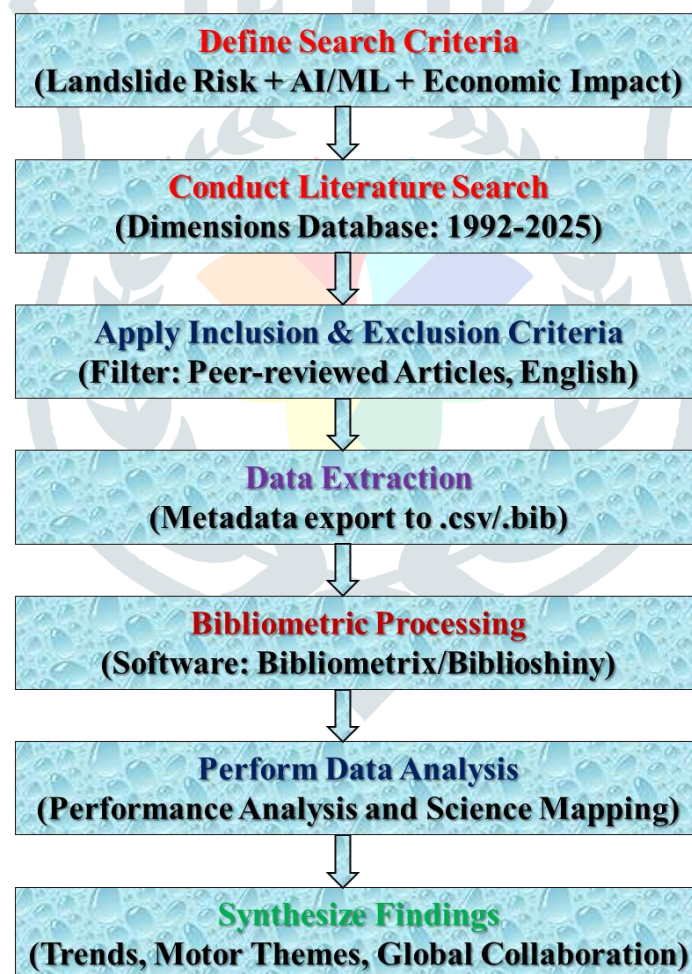 Define Search Criteria
(Landslide Risk + AI/ML + Economic Impact)
Conduct Literature Search
(Dimensions Database: 1992-2025)
Apply Inclusion & Exclusion Criteria
(Filter: Peer-reviewed Articles, English)
Data Extraction
(Metadata export to .csv/.bib)
Bibliometric Processing
(Software: Bibliometrix/Biblioshiny)
Perform Data Analysis
(Performance Analysis and Science Mapping)
Synthesize Findings
(Trends, Motor Themes, Global Collaboration)